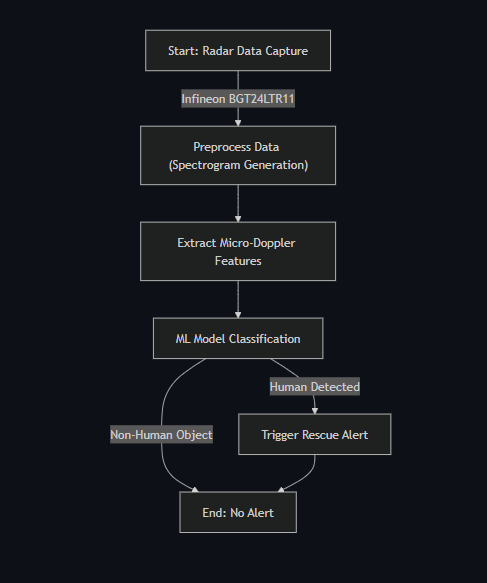 Start: Radar Data Capture
Infineon BGT24LTR11
Preprocess Data
(Spectrogram Generation)
Extract Micro-Doppler
Features
ML Model Classification
Human Detected
Non-Human Object
Trigger Rescue Alert
End: No Alert